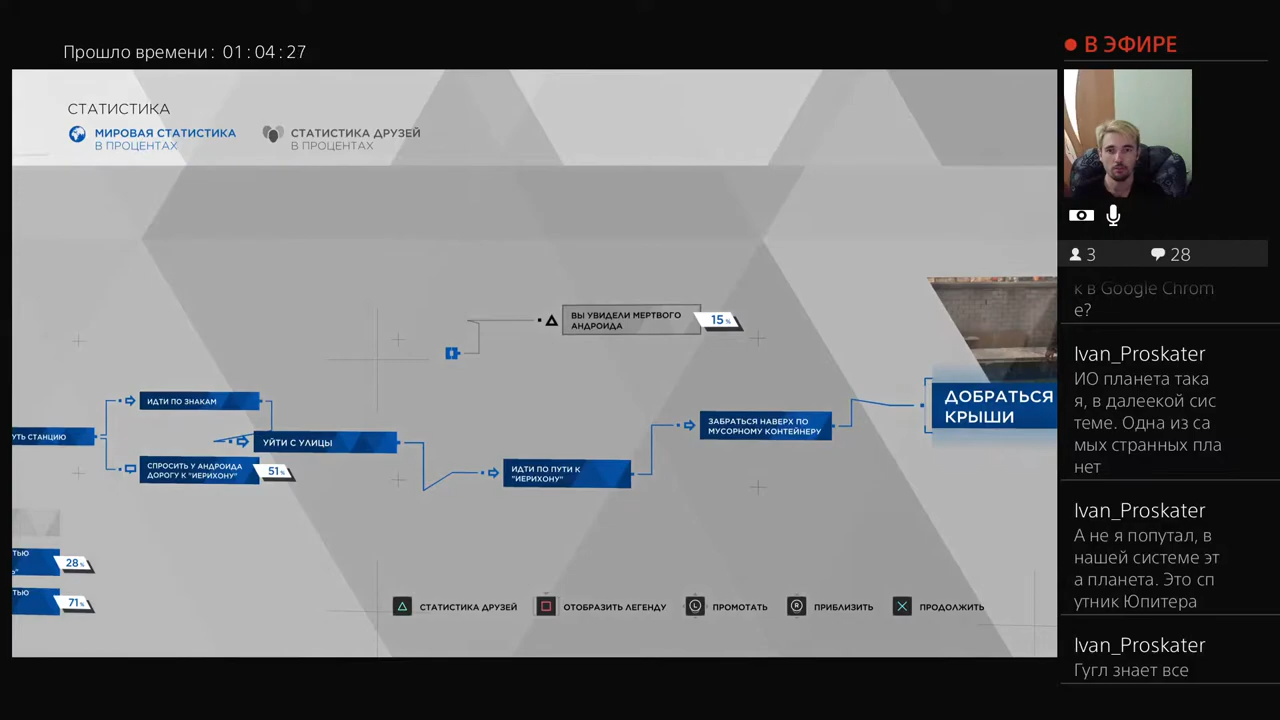 Прошло времени: 01:04:27
СТАТИСТИКА
МИРОВАЯ СТАТИСТИКА
В ПРОЦЕНТАХ
СТАТИСТИКА ДРУЗЕЙ
В ПРОЦЕНТАХ
ВЫ УВИДЕЛИ МЕРТВОГО
АНДРОИДА
15%
ИДТИ ПО ЗНАКАМ
УТЬ СТАНЦИЮ
УЙТИ С УЛИЦЫ
СПРОСИТЬ У АНДРОИДА
ДОРОГУ К "ИЕРИХОНУ"
51%
ИДТИ ПО ПУТИ К
"ИЕРИХОНУ"
ЗАБРАТЬСЯ НАВЕРХ ПО
МУСОРНОМУ КОНТЕЙНЕРУ
ДОБРАТЬСЯ
КРЫШИ
ТЬЮ
28%
ТЬЮ
71%
СТАТИСТИКА ДРУЗЕЙ
ОТОБРАЗИТЬ ЛЕГЕНДУ
ПРОМОТАТЬ
ПРИБЛИЗИТЬ
ПРОДОЛЖИТЬ
В ЭФИРЕ
3
28
к в Google Chrom
e?
Ivan_Proskater
ИО планета така
я, в далеекой сис
теме. Одна из са
мых странных пла
нет
Ivan_Proskater
А не я попутал, в
нашей системе эт
а планета. Это сп
утник Юпитера
Ivan_Proskater
Гугл знает все